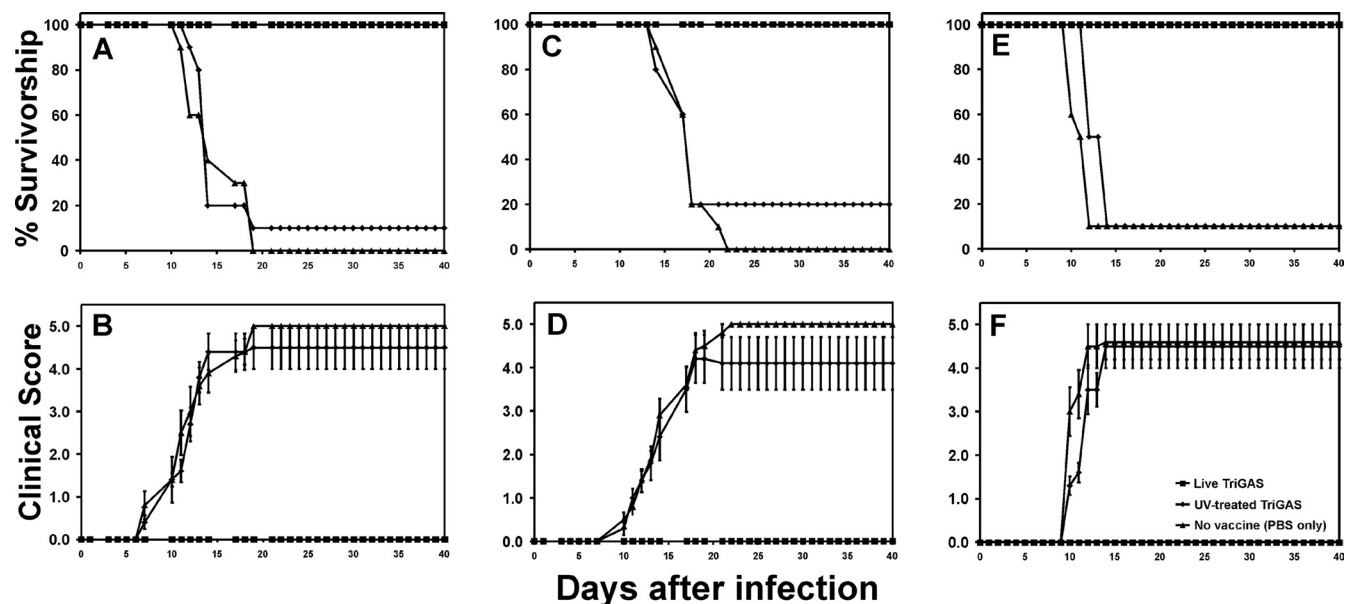 % Survivorship
A
100
80
60
40
20
0
0 5 10 15 20 25 30 35 40
C
100
80
60
40
20
0
0 5 10 15 21 25 30 35 40
E
100
80
60
40
20
0
0 5 10 15 20 25 30 35 40
Clinical Score
B
5.0
4.0
3.0
2.0
1.0
0.0
0 5 10 15 20 25 30 35 40
D
5.0
4.0
3.0
2.0
1.0
0.0
0 5 10 15 21 25 30 35 40
F
5.0
4.0
3.0
2.0
1.0
0.0
0 5 10 15 20 25 30 35 40
Live TriGAS
UV-treated TriGAS
No vaccine (PBS only)
Days after infection